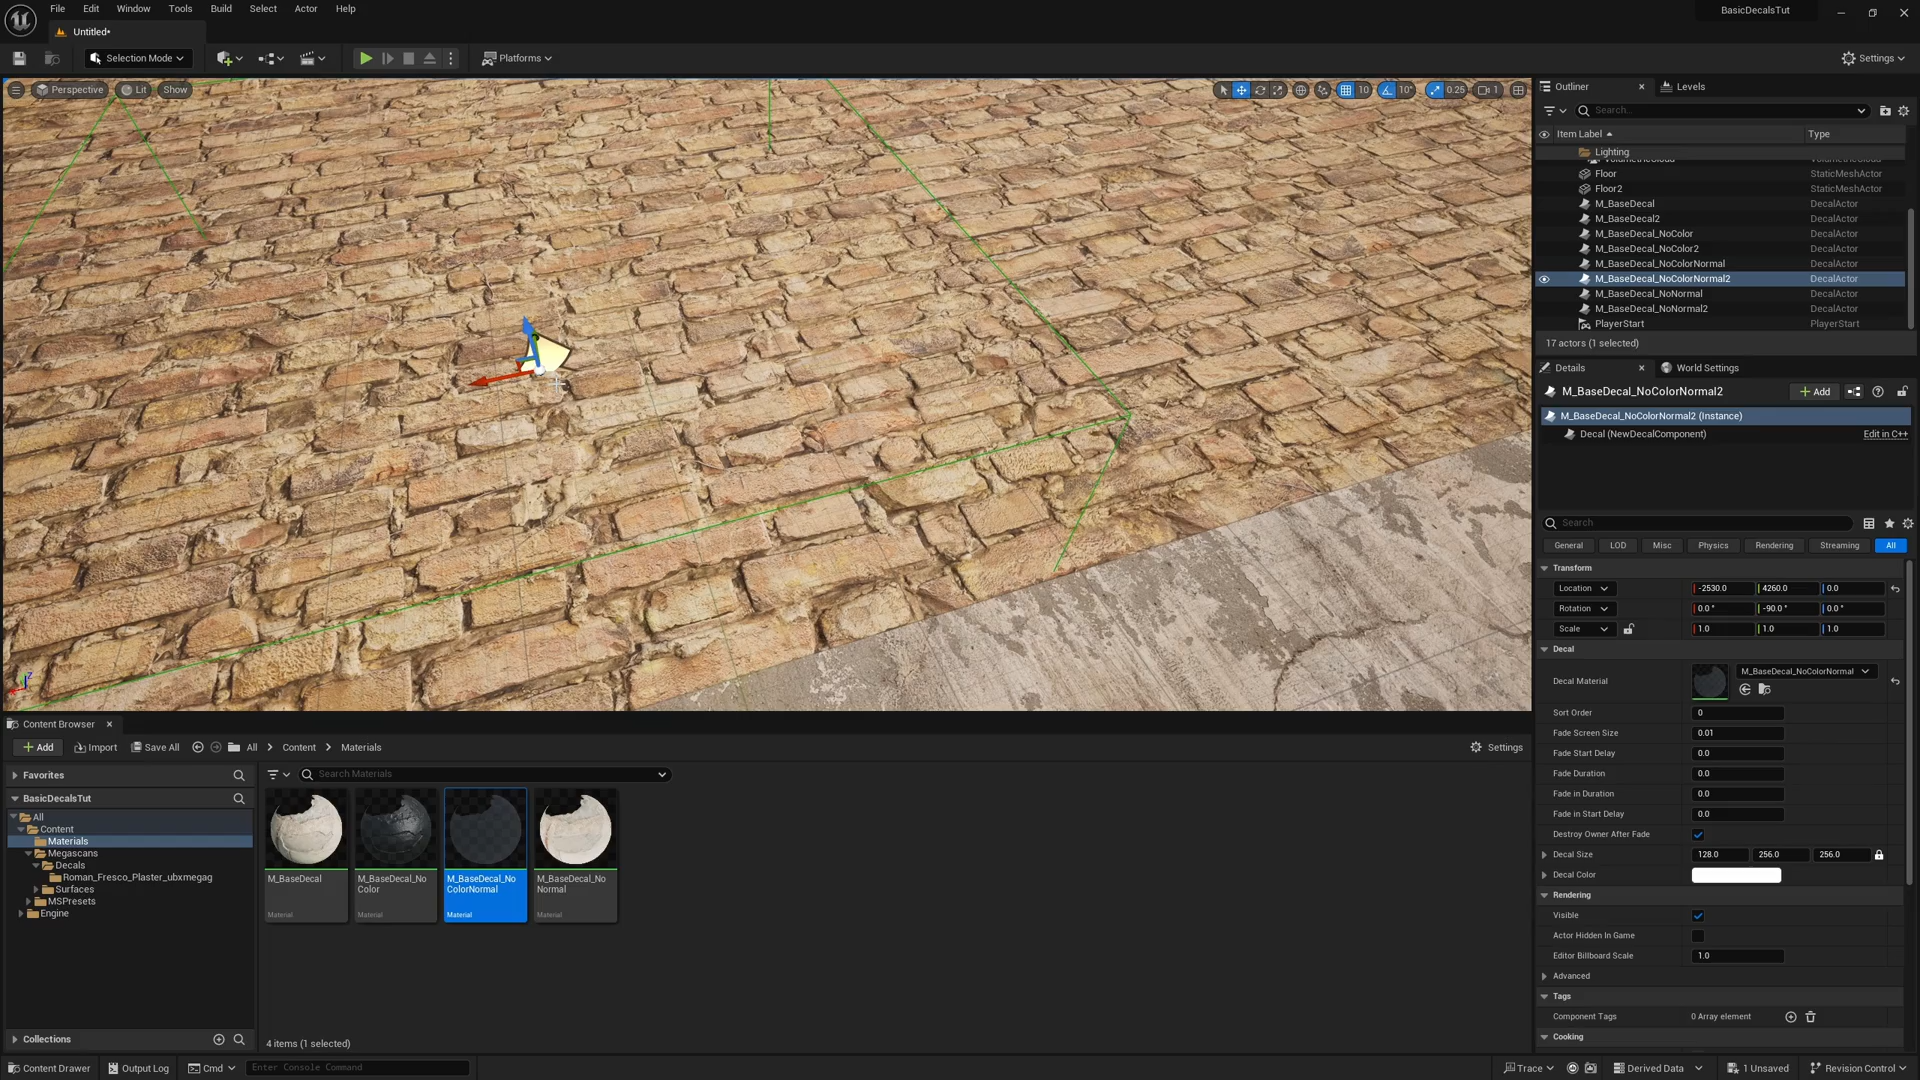 File Edit Window Tools Build Select Actor Help
BasicDecalsTut
Untitled*
Selection Mode
Platforms
Settings
Perspective Lit Show
10 10° 0.25 1
Outliner Levels
Search...
Item Label Type
Lighting
Floor StaticMeshActor
Floor2 StaticMeshActor
M_BaseDecal DecalActor
M_BaseDecal2 DecalActor
M_BaseDecal_NoColor DecalActor
M_BaseDecal_NoColor2 DecalActor
M_BaseDecal_NoColorNormal DecalActor
M_BaseDecal_NoColorNormal2 DecalActor
M_BaseDecal_NoNormal DecalActor
M_BaseDecal_NoNormal2 DecalActor
PlayerStart PlayerStart
17 actors (1 selected)
Details World Settings
M_BaseDecal_NoColorNormal2
Add
M_BaseDecal_NoColorNormal2 (Instance)
Decal (NewDecalComponent) Edit in C++
Search
General LOD Misc Physics Rendering Streaming All
Transform
Location -2530.0 4260.0 0.0
Rotation 0.0 ° -90.0 ° 0.0 °
Scale 1.0 1.0 1.0
Decal
Decal Material M_BaseDecal_NoColorNormal
Sort Order 0
Fade Screen Size 0.01
Fade Start Delay 0.0
Fade Duration 0.0
Fade in Duration 0.0
Fade in Start Delay 0.0
Destroy Owner After Fade
Decal Size 128.0 256.0 256.0
Decal Color
Rendering
Visible
Actor Hidden In Game
Editor Billboard Scale 1.0
Advanced
Tags
Component Tags 0 Array element
Cooking
Z
Content Browser
Add Import Save All All Content Materials
Settings
Favorites
Search Materials
BasicDecalsTut
All
Content
Materials
Megascans
Decals
Roman_Fresco_Plaster_ubxmegag
Surfaces
MSPresets
Engine
Collections
M_BaseDecal
Material
M_BaseDecal_No
Color
Material
M_BaseDecal_No
ColorNormal
Material
M_BaseDecal_No
Normal
Material
4 items (1 selected)
Content Drawer Output Log Cmd Enter Console Command
Trace Derived Data 1 Unsaved Revision Control